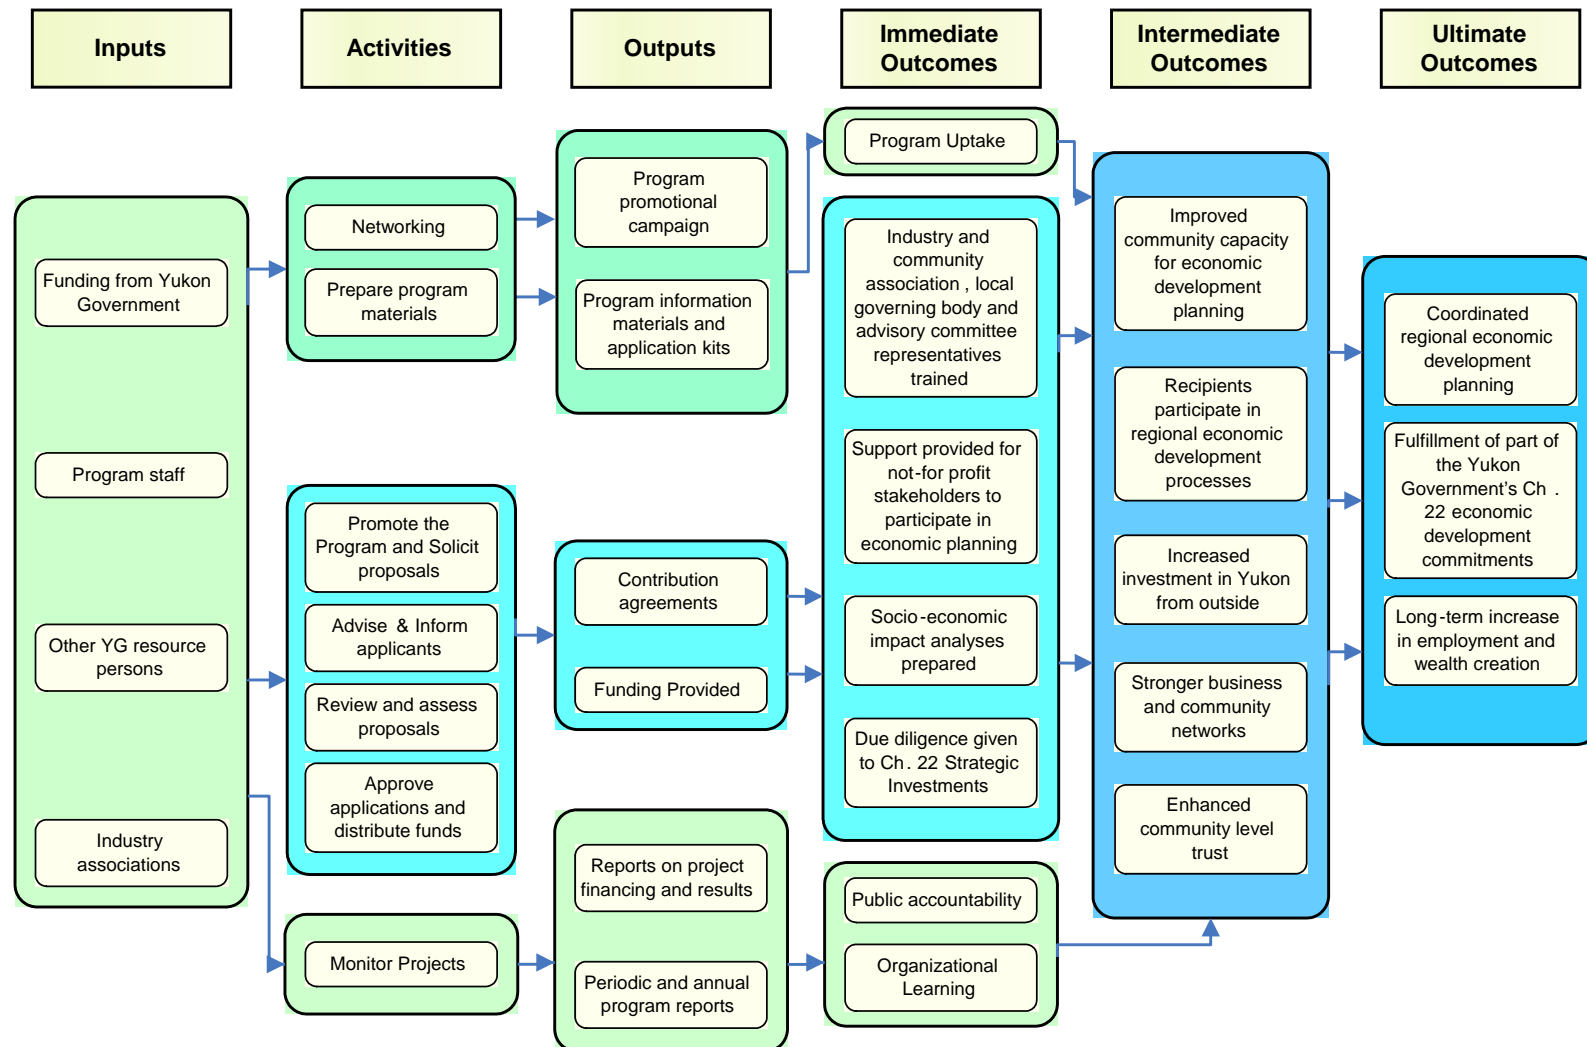 Inputs
Activities
Outputs
Immediate
Outcomes
Intermediate
Outcomes
Ultimate
Outcomes
Funding from Yukon
Government
Program staff
Other YG resource
persons
Industry
associations
Networking
Prepare program
materials
Promote the
Program and Solicit
proposals
Advise & Inform
applicants
Review and assess
proposals
Approve
applications and
distribute funds
Monitor Projects
Program
promotional
campaign
Program information
materials and
application kits
Contribution
agreements
Funding Provided
Reports on project
financing and results
Periodic and annual
program reports
Program Uptake
Industry and
community
association , local
governing body and
advisory committee
representatives
trained
Support provided for
not-for profit
stakeholders to
participate in
economic planning
Socio-economic
impact analyses
prepared
Due diligence given
to Ch . 22 Strategic
Investments
Public accountability
Organizational
Learning
Improved
community capacity
for economic
development
planning
Recipients
participate in
regional economic
development
processes
Increased
investment in Yukon
from outside
Stronger business
and community
networks
Enhanced
community level
trust
Coordinated
regional economic
development
planning
Fulfillment of part of
the Yukon
Government's Ch .
22 economic
development
commitments
Long-term increase
in employment and
wealth creation